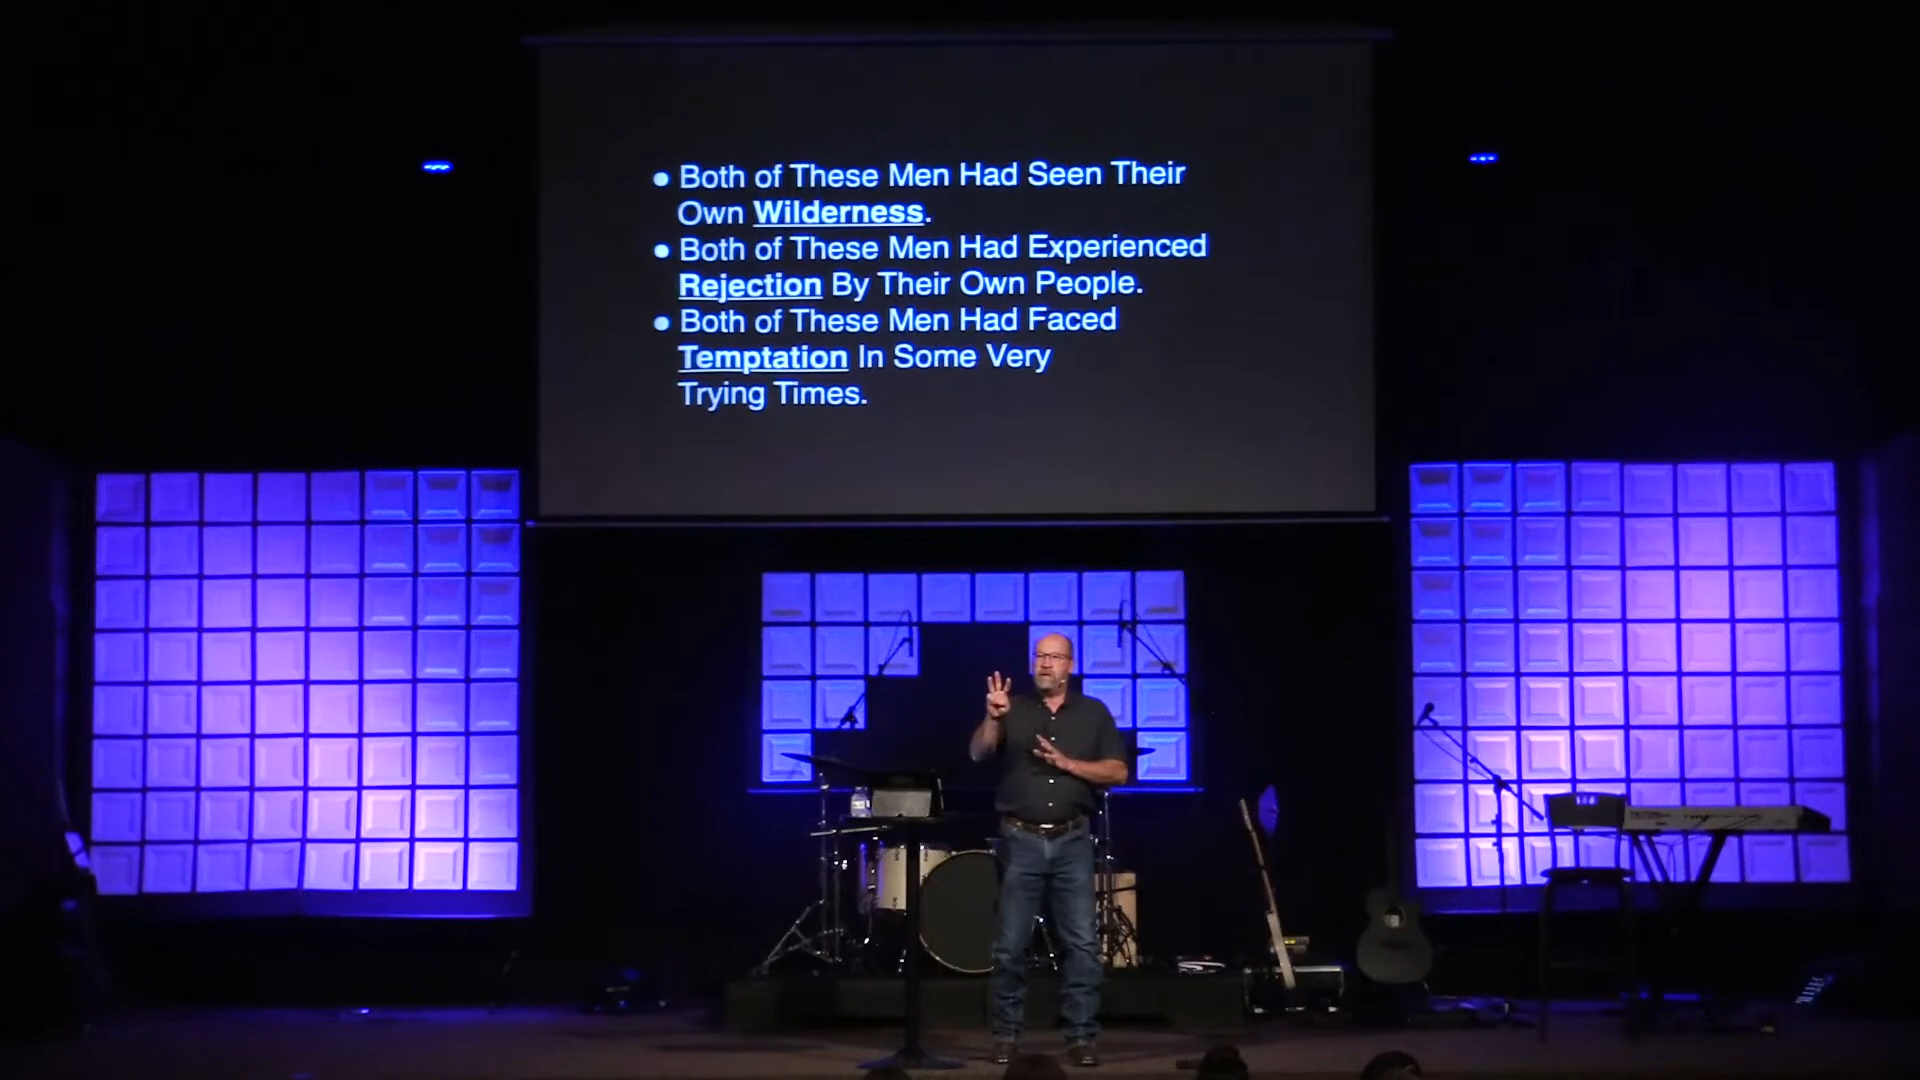 • Both of These Men Had Seen Their
Own Wilderness.
• Both of These Men Had Experienced
Rejection By Their Own People.
• Both of These Men Had Faced
Temptation In Some Very
Trying Times.